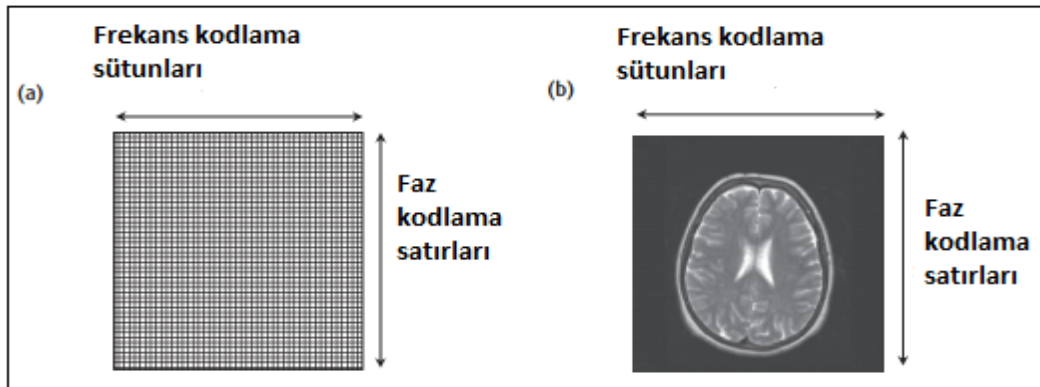 Frekans kodlama
sütunları
(a)
Faz
kodlama
satırları
Frekans kodlama
sütunları
(b)
Faz
kodlama
satırları